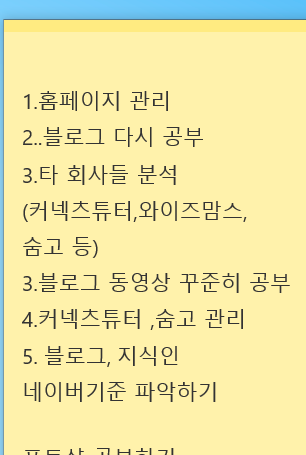 1.홈페이지 관리
2..블로그 다시 공부
3.타 회사들 분석
(커넥츠튜터,와이즈맘스,
숨고 등)
3.블로그 동영상 꾸준히 공부
4.커넥츠튜터 ,숨고 관리
5. 블로그, 지식인
네이버기준 파악하기